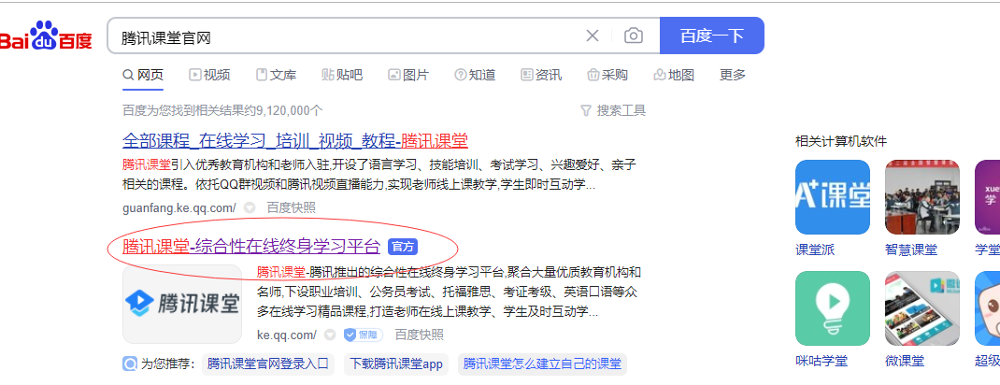 Bai du 百度
腾讯课堂官网
百度一下
网页 视频 文库 贴吧 图片 知道 资讯 采购 地图 更多
百度为您找到相关结果约9,120,000个
搜索工具
全部课程_在线学习_培训_视频_教程-腾讯课堂
腾讯课堂引入优秀教育机构和老师入驻,开设了语言学习、技能培训、考试学习、兴趣爱好、亲子
相关的课程。依托QQ群视频和腾讯视频直播能力,实现老师线上课教学,学生即时互动学...
guanfang.ke.qq.com/ 百度快照
腾讯课堂-综合性在线终身学习平台 官方
腾讯课堂
腾讯课堂-腾讯推出的综合性在线终身学习平台,聚合大量优质教育机构和
名师,下设职业培训、公务员考试、托福雅思、考证考级、英语口语等众
多在线学习精品课程,打造老师在线上课教学、学生及时互动学...
ke.qq.com/ 保障 百度快照
为您推荐: 腾讯课堂官网登录入口 下载腾讯课堂app 腾讯课堂怎么建立自己的课堂
相关计算机软件
A+课堂
xue
学
课堂派 智慧课堂 学堂
咪咕学堂 微课堂 超级